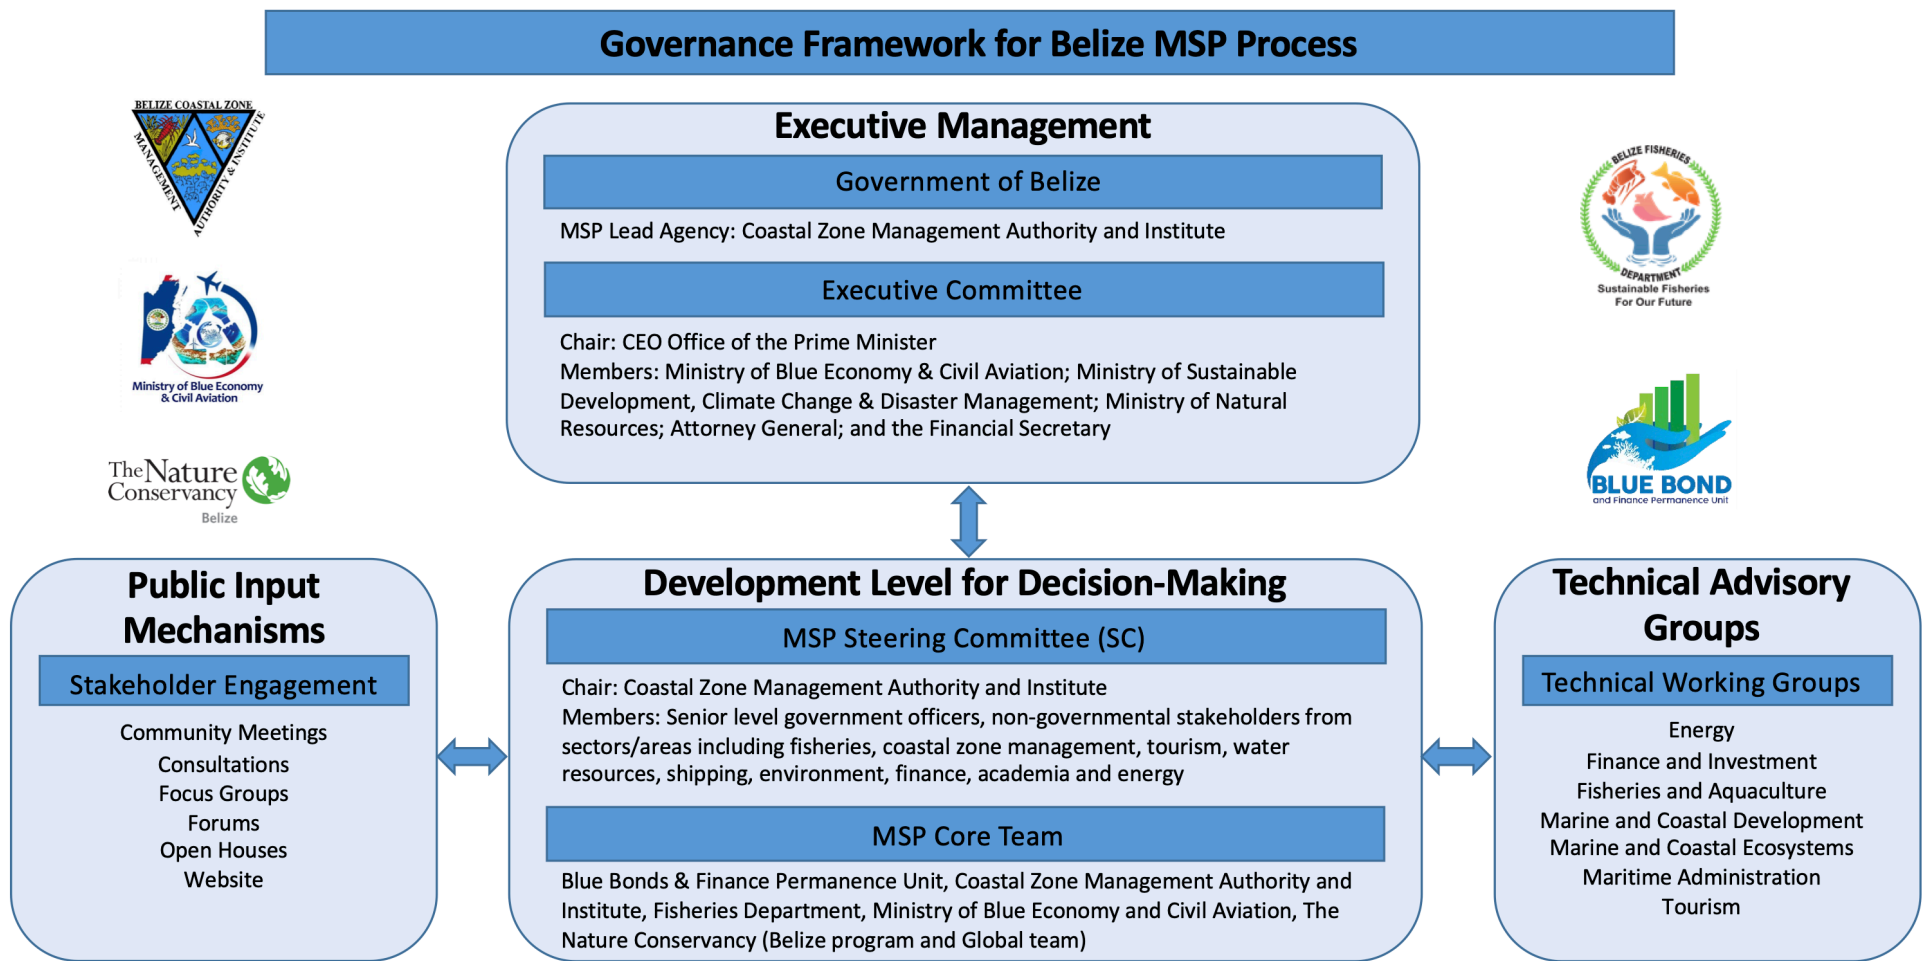 Governance Framework for Belize MSP Process
BELIZE COASTAL ZONE
MANAGEMENT
AUTHORITY & INSTITUTE
Ministry of Blue Economy
& Civil Aviation
The Nature
Conservancy
Belize
Executive Management
Government of Belize
MSP Lead Agency: Coastal Zone Management Authority and Institute
Executive Committee
Chair: CEO Office of the Prime Minister
Members: Ministry of Blue Economy & Civil Aviation; Ministry of Sustainable
Development, Climate Change & Disaster Management; Ministry of Natural
Resources; Attorney General; and the Financial Secretary
BELIZE FISHERIES
DEPARTMENT
Sustainable Fisheries
For Our Future
BLUE BOND
and Finance Permanence Unit
Public Input
Mechanisms
Stakeholder Engagement
Community Meetings
Consultations
Focus Groups
Forums
Open Houses
Website
Development Level for Decision-Making
MSP Steering Committee (SC)
Chair: Coastal Zone Management Authority and Institute
Members: Senior level government officers, non-governmental stakeholders from
sectors/areas including fisheries, coastal zone management, tourism, water
resources, shipping, environment, finance, academia and energy
MSP Core Team
Blue Bonds & Finance Permanence Unit, Coastal Zone Management Authority and
Institute, Fisheries Department, Ministry of Blue Economy and Civil Aviation, The
Nature Conservancy (Belize program and Global team)
Technical Advisory
Groups
Technical Working Groups
Energy
Finance and Investment
Fisheries and Aquaculture
Marine and Coastal Development
Marine and Coastal Ecosystems
Maritime Administration
Tourism